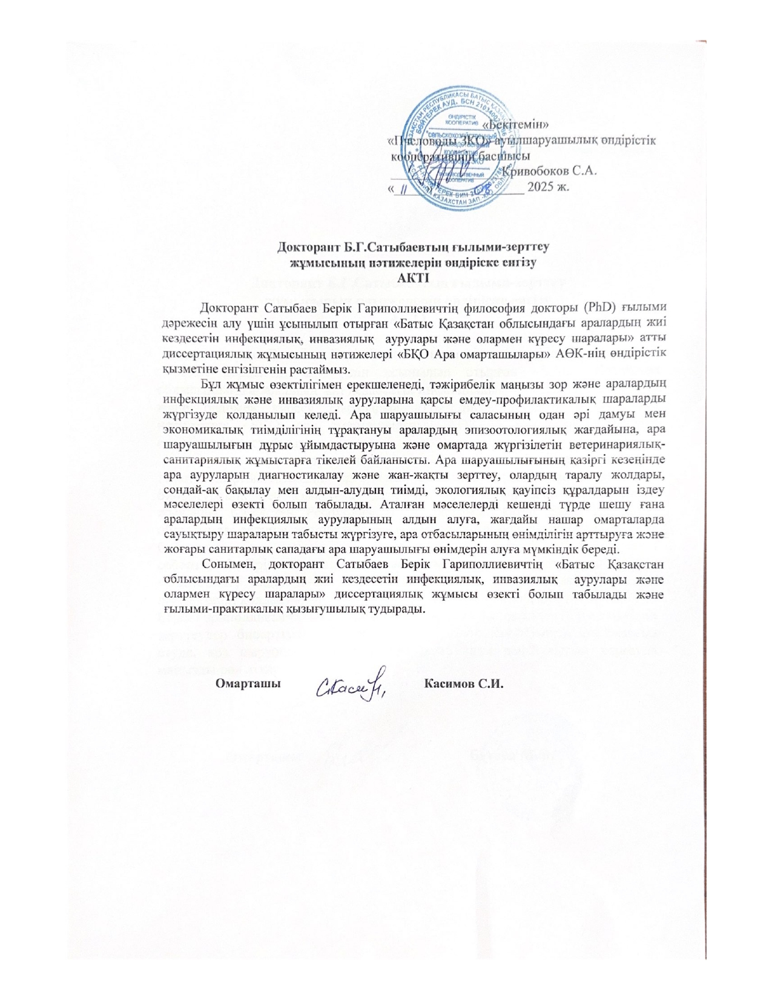 «Бекітемін»
«Пчеловоды ЗКО» ауылшаруашылық өндірістік
кооперативінің басшысы
Кривобоков С.А.
« 11 » 08 2025 ж.
ӨНДІРІСТІК
КООПЕРАТИВ
Докторант Б.Г.Сатыбаевтың ғылыми-зерттеу
жұмысының нәтижелерін өндіріске енгізу
АКТІ
Докторант Сатыбаев Берік Гариполлиевичтің философия докторы (PhD) ғылыми
дәрежесін алу үшін ұсынылып отырған «Батыс Қазақстан облысындағы аралардың жиі
кездесетін инфекциялық, инвазиялық аурулары және олармен күресу шаралары» атты
диссертациялық жұмысының нәтижелері «БҚО Ара омарташылары» АӨК-нің өндірістік
қызметіне енгізілгенін растаймыз.
Бұл жұмыс өзектілігімен ерекшеленеді, тәжірибелік маңызы зор және аралардың
инфекциялық және инвазиялық ауруларына қарсы емдеу-профилактикалық шараларды
жүргізуде қолданылып келеді. Ара шаруашылығы саласының одан әрі дамуы мен
экономикалық тиімділігінің тұрақтануы аралардың эпизоотологиялық жағдайына, ара
шаруашылығын дұрыс ұйымдастыруына және омартада жүргізілетін ветеринариялық-
санитариялық жұмыстарға тікелей байланысты. Ара шаруашылығының қазіргі кезеңінде
ара ауруларын диагностикалау және жан-жақты зерттеу, олардың таралу жолдары,
сондай-ақ бақылау мен алдын-алудың тиімді, экологиялық қауіпсіз құралдарын іздеу
мәселелері өзекті болып табылады. Аталған мәселелерді кешенді түрде шешу ғана
аралардың инфекциялық ауруларының алдын алуға, жағдайы нашар омарталарда
сауықтыру шараларын табысты жүргізуге, ара отбасыларының өнімділігін арттыруға және
жоғары санитарлық сападағы ара шаруашылығы өнімдерін алуға мүмкіндік береді.
Сонымен, докторант Сатыбаев Берік Гариполлиевичтің «Батыс Қазақстан
облысындағы аралардың жиі кездесетін инфекциялық, инвазиялық аурулары және
олармен күресу шаралары» диссертациялық жұмысы өзекті болып табылады және
ғылыми-практикалық қызығушылық тудырады.
Омарташы Касимов С.И.